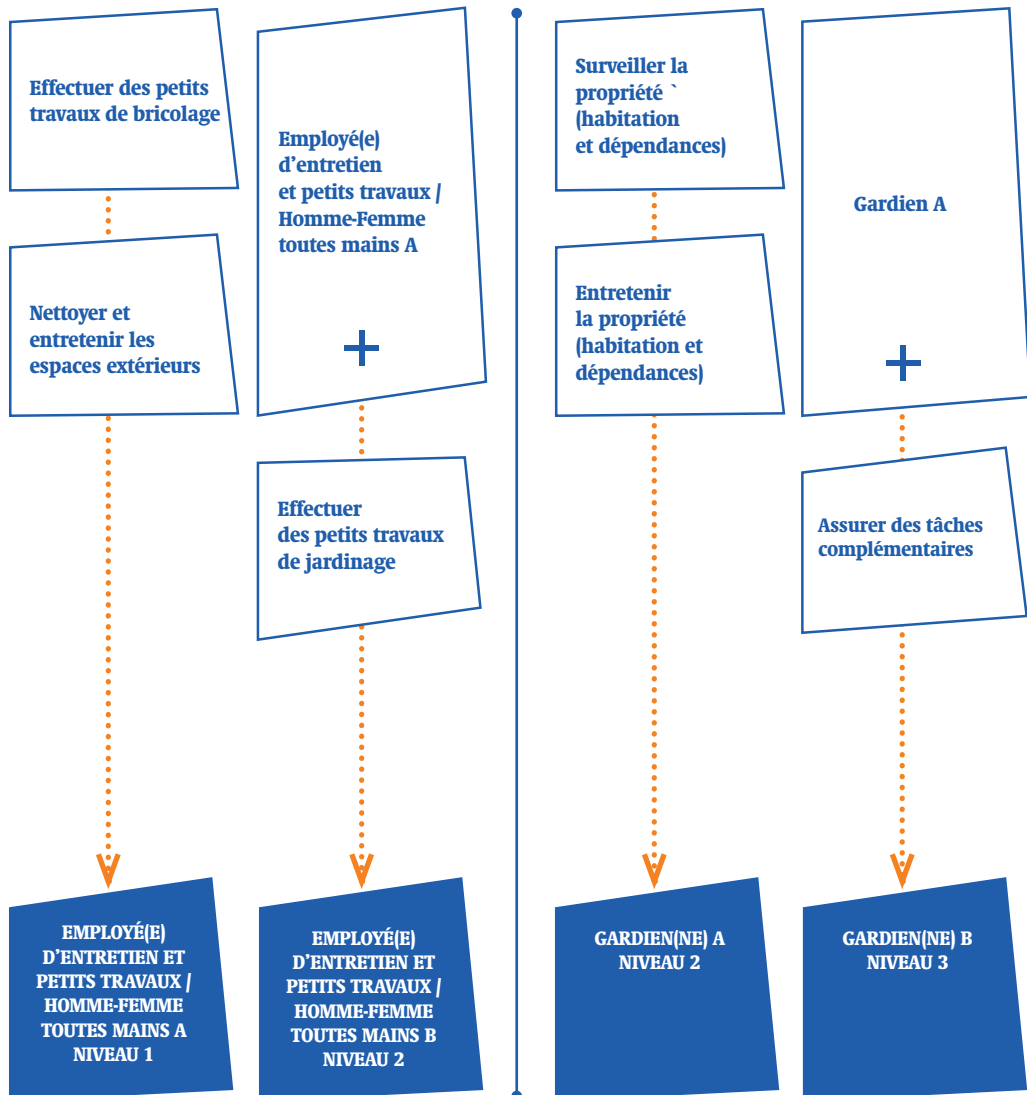 Effectuer des petits
travaux de bricolage
Nettoyer et
entretenir les
espaces extérieurs
EMPLOYÉ(E)
D'ENTRETIEN ET
PETITS TRAVAUX /
HOMME-FEMME
TOUTES MAINS A
NIVEAU 1
Employé(e)
d'entretien
et petits travaux /
Homme-Femme
toutes mains A
+
Effectuer
des petits travaux
de jardinage
EMPLOYÉ(E)
D'ENTRETIEN ET
PETITS TRAVAUX /
HOMME-FEMME
TOUTES MAINS B
NIVEAU 2
Surveiller la
propriété `
(habitation
et dépendances)
Entretenir
la propriété
(habitation et
dépendances)
GARDIEN(NE) A
NIVEAU 2
Gardien A
+
Assurer des tâches
complémentaires
GARDIEN(NE) B
NIVEAU 3